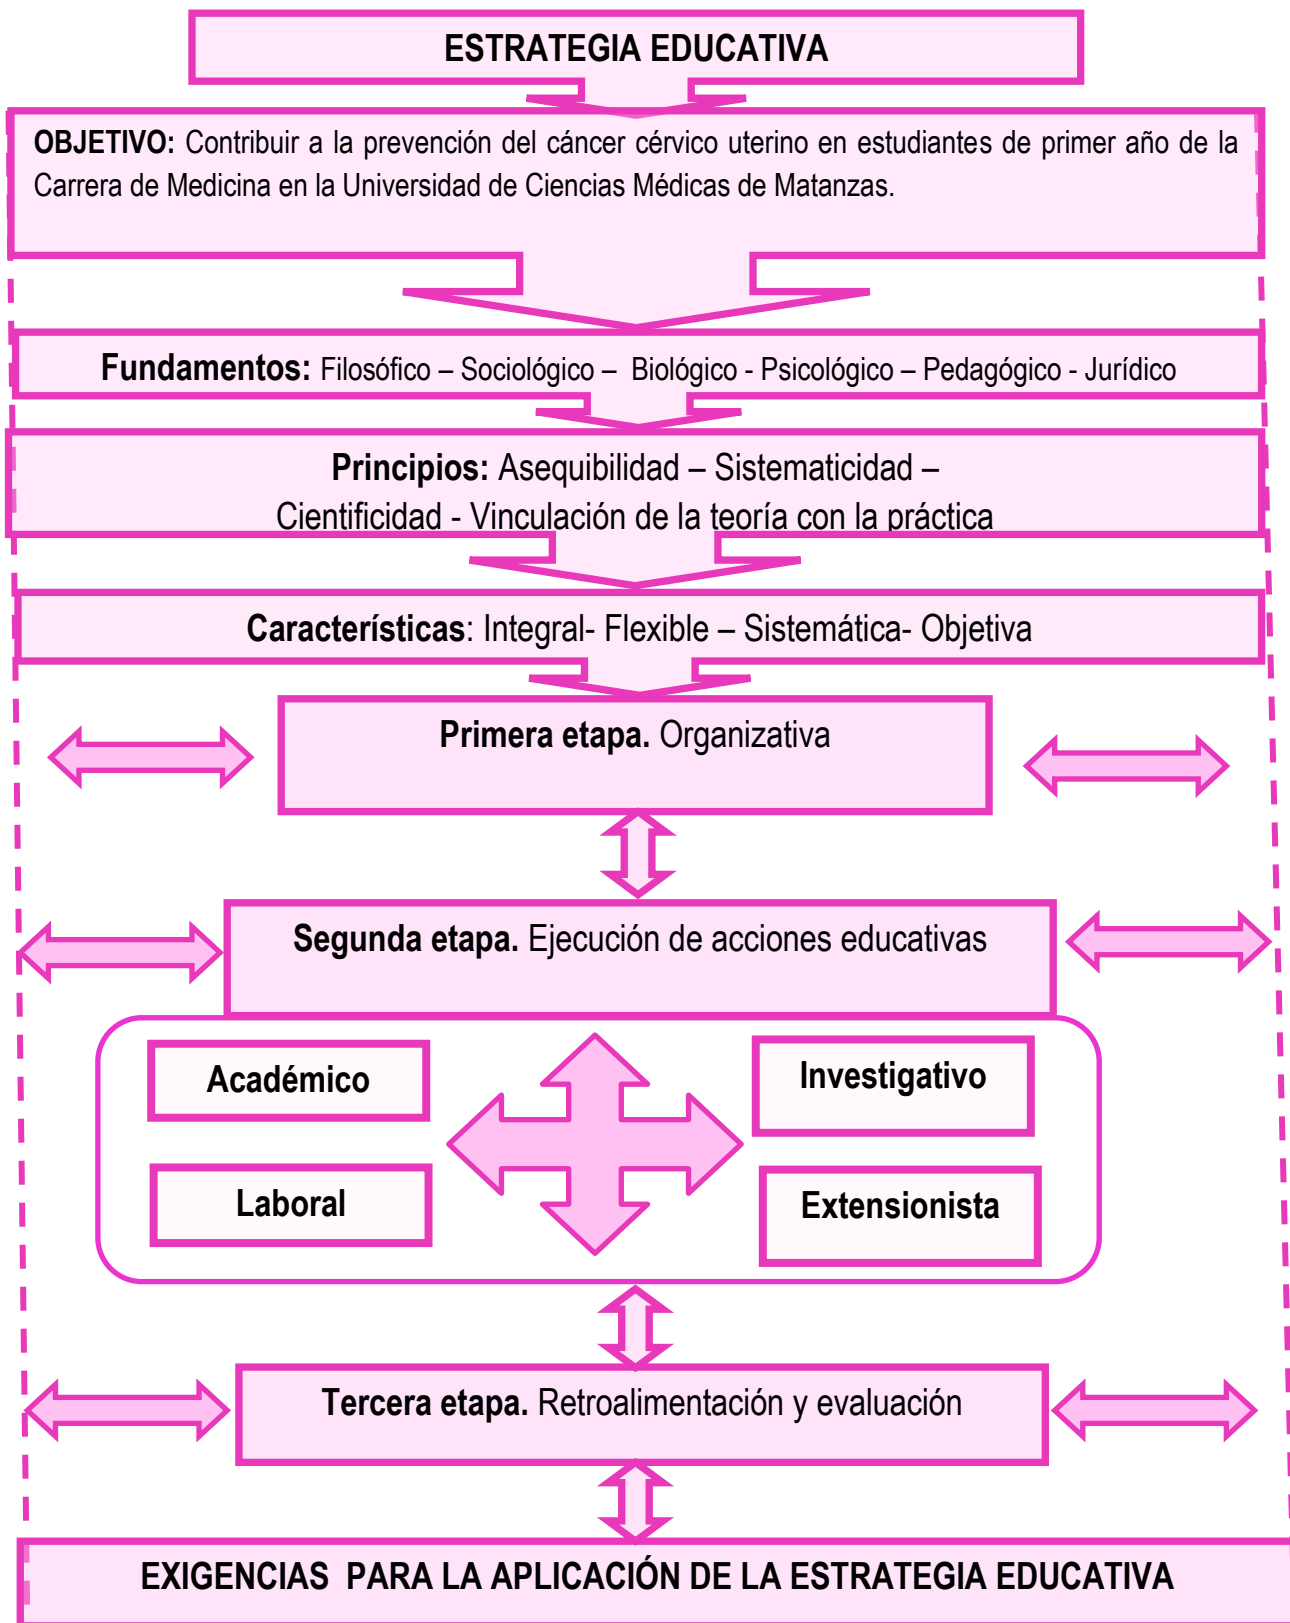 ESTRATEGIA EDUCATIVA
OBJETIVO: Contribuir a la prevención del cáncer cérvico uterino en estudiantes de primer año de la
Carrera de Medicina en la Universidad de Ciencias Médicas de Matanzas.
Fundamentos: Filosófico – Sociológico – Biológico - Psicológico – Pedagógico - Jurídico
Principios: Asequibilidad – Sistematicidad –
Cientificidad - Vinculación de la teoría con la práctica
Características: Integral- Flexible – Sistemática- Objetiva
Primera etapa. Organizativa
Segunda etapa. Ejecución de acciones educativas
Académico
Investigativo
Laboral
Extensionista
Tercera etapa. Retroalimentación y evaluación
EXIGENCIAS PARA LA APLICACIÓN DE LA ESTRATEGIA EDUCATIVA